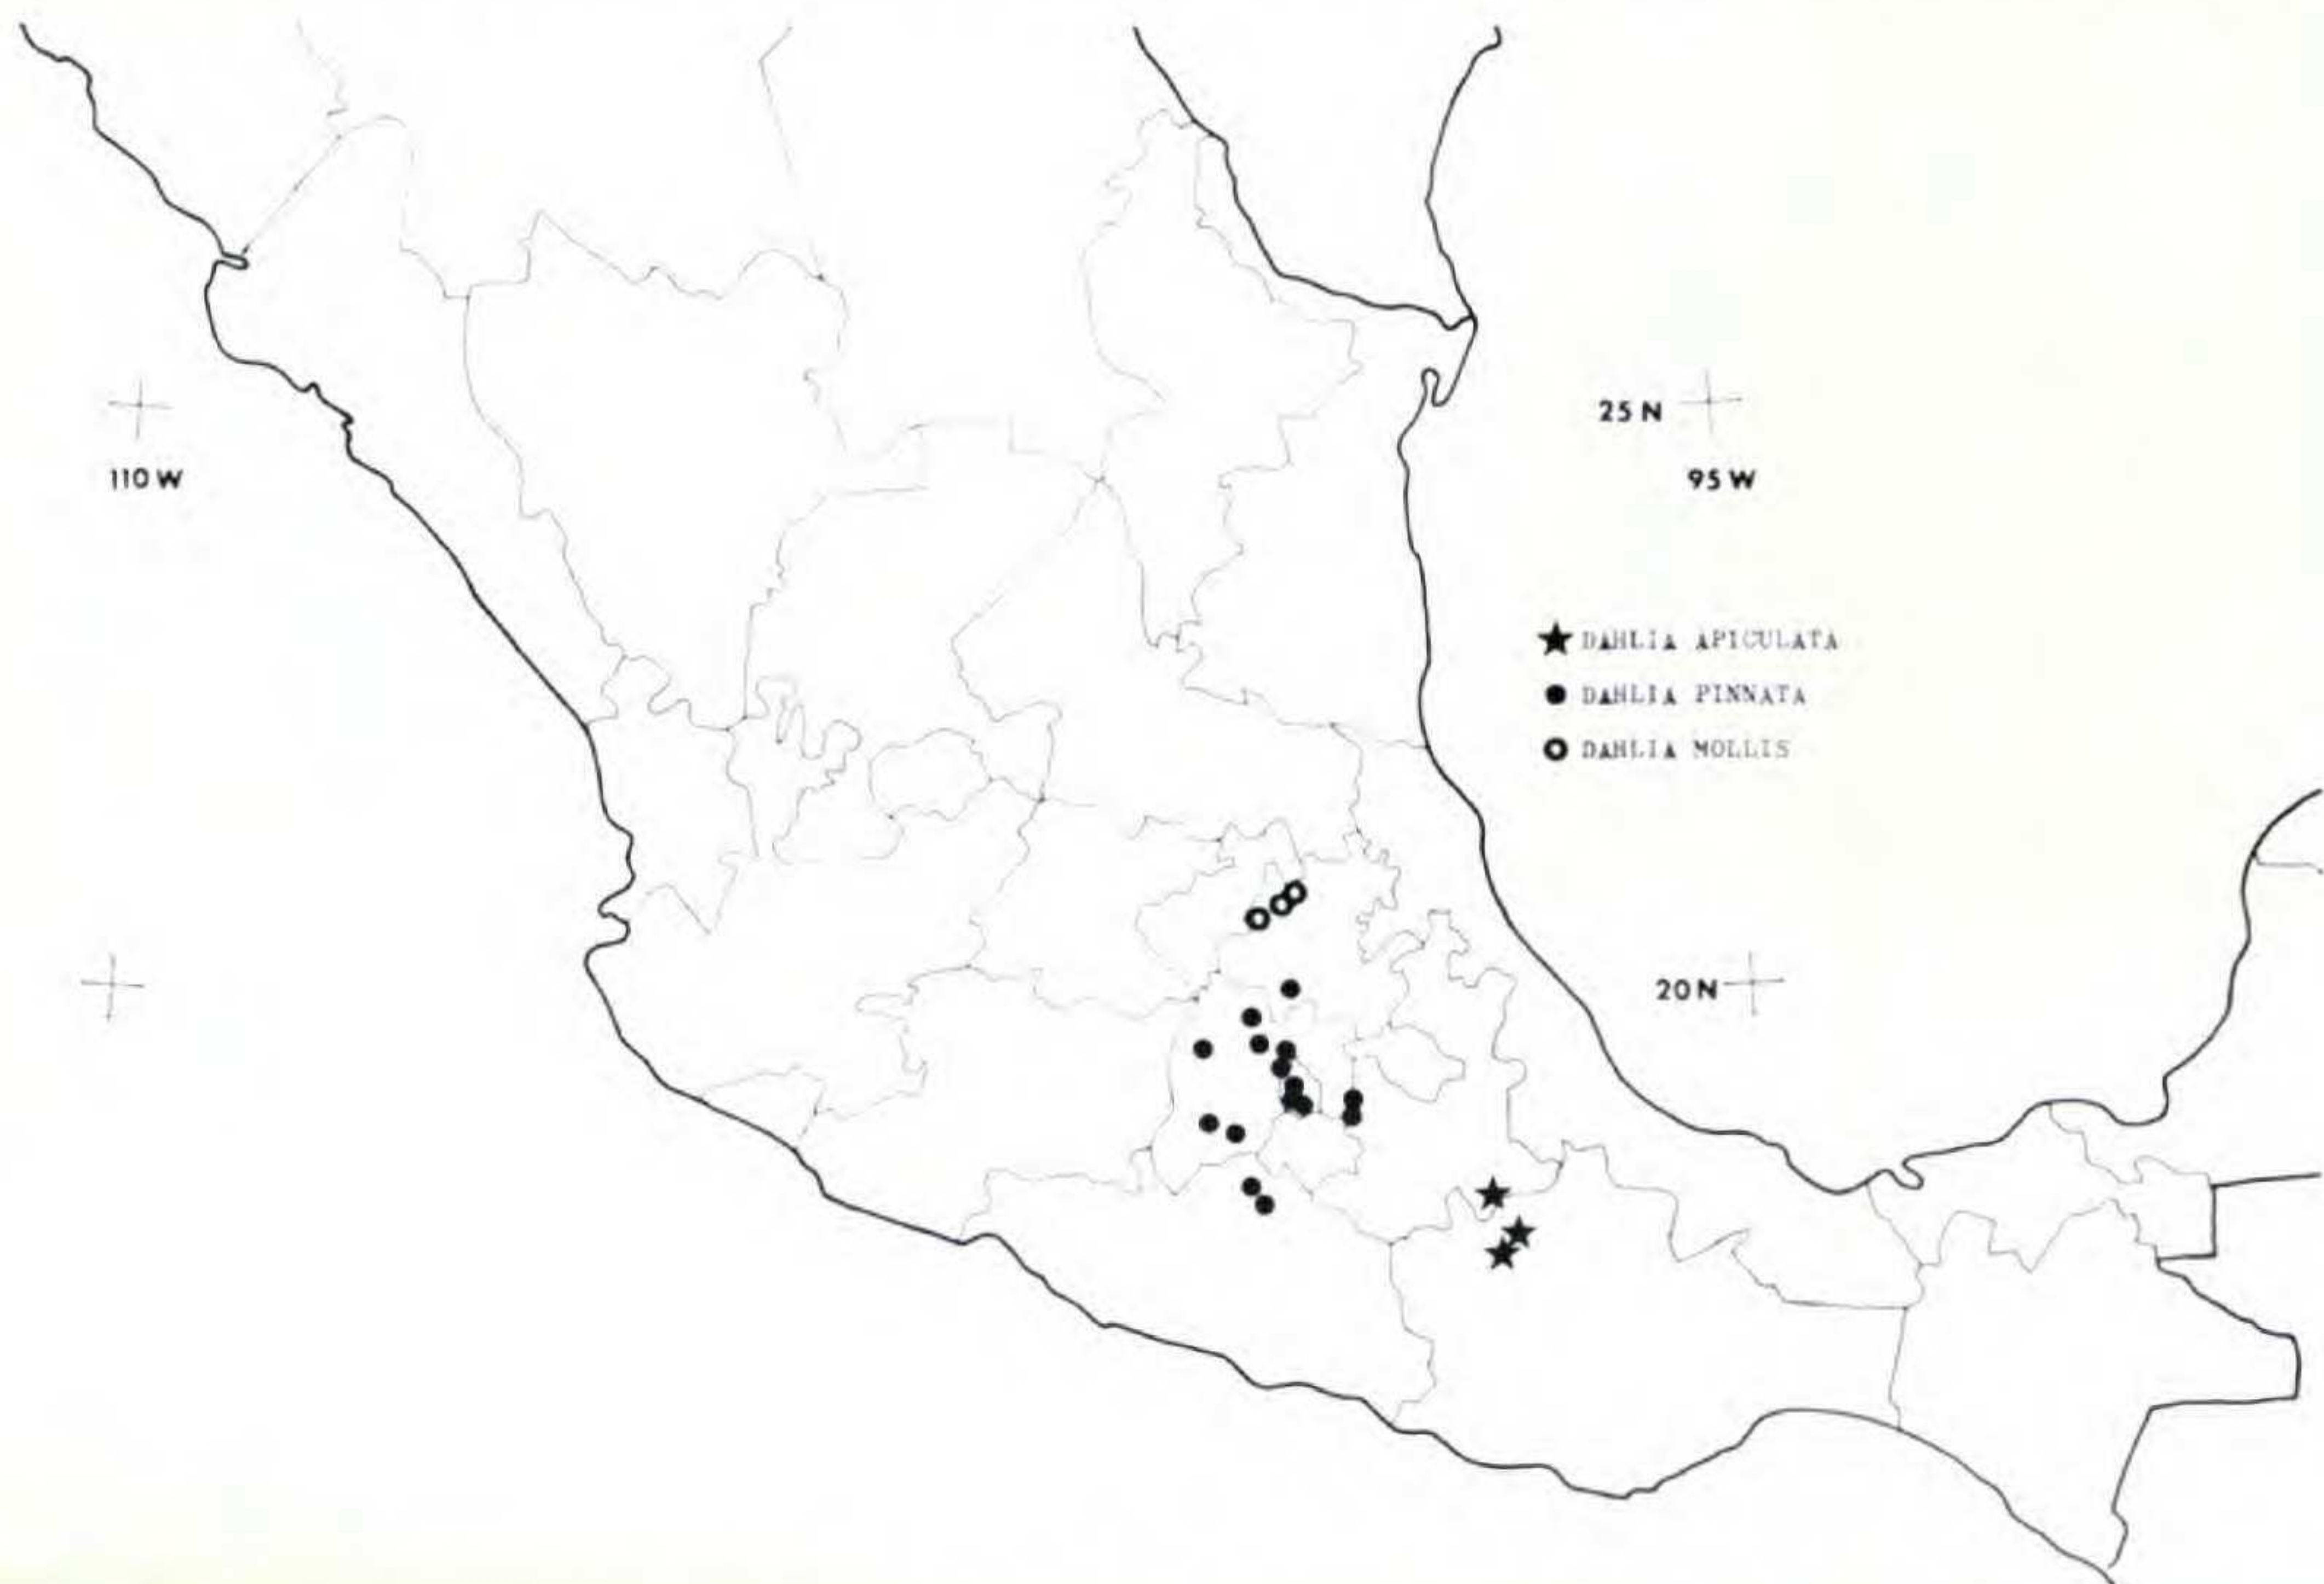 25 N
110 W
95 W
DAHLIA APICULATA
DAHLIA PINNATA
DAHLIA MOLLIS
20 N